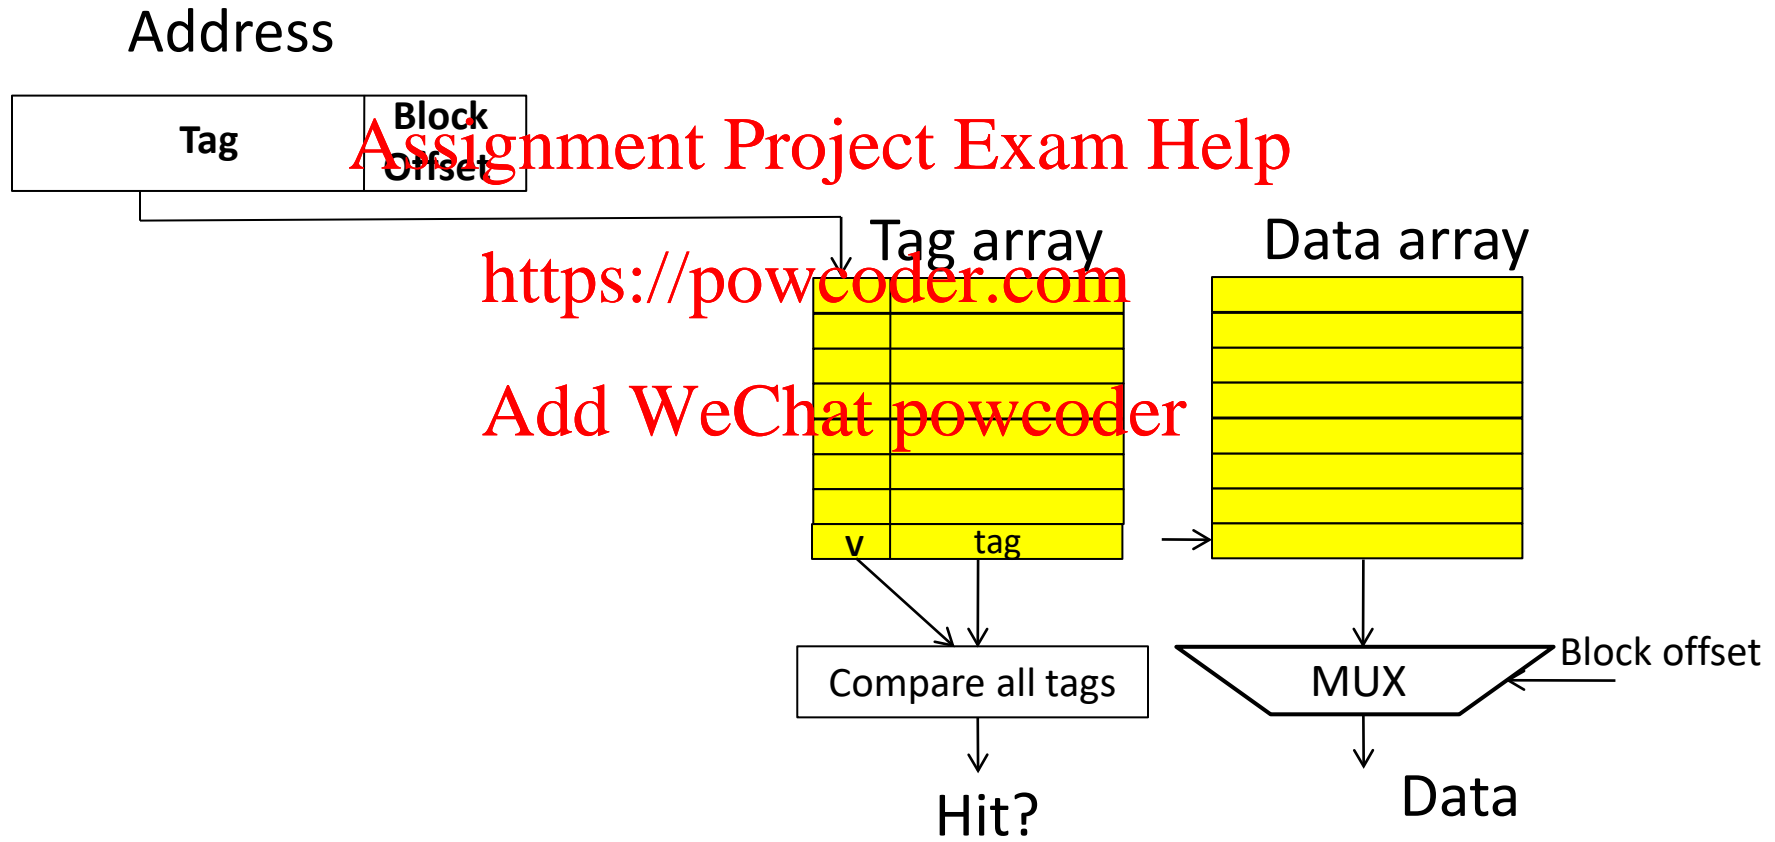 Address
Tag
Block
Offset
Assignment Project Exam Help
Tag array
Data array
https://powcoder.com
Add WeChat powcoder
v
tag
Compare all tags
MUX
Block offset
Hit?
Data